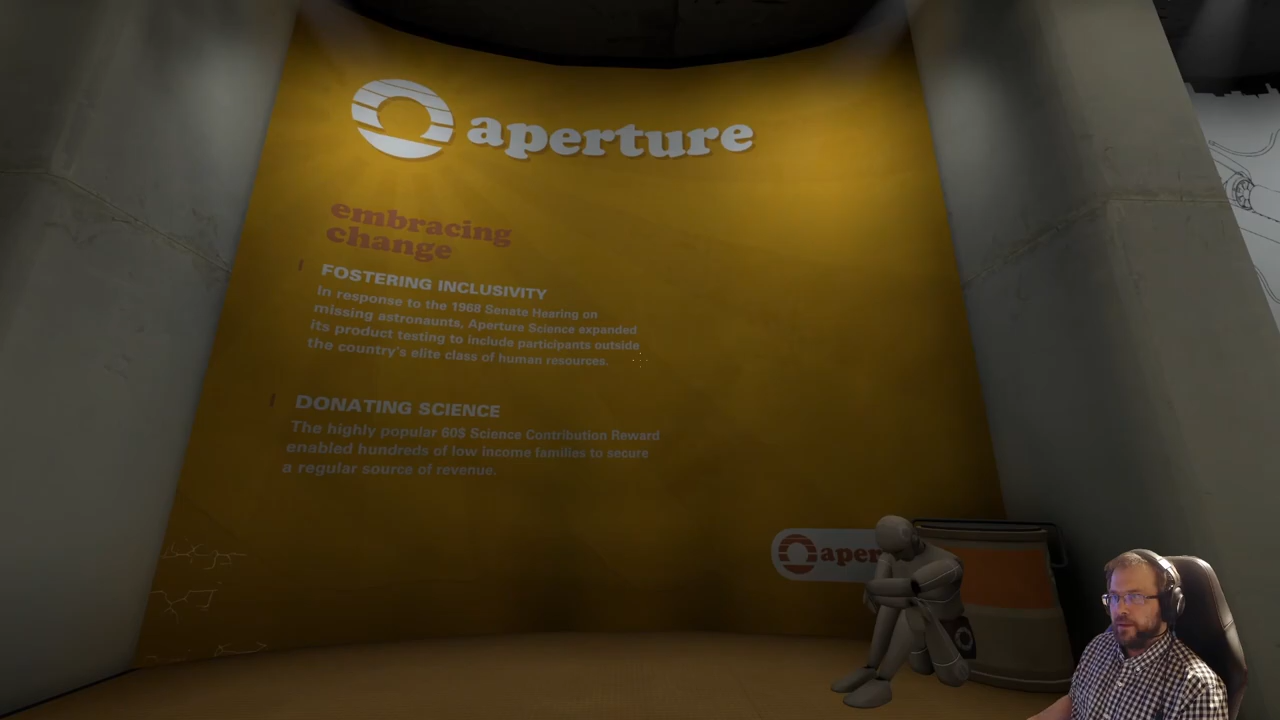 aperture
embracing
change
FOSTERING INCLUSIVITY
In response to the 1968 Senate Hearing on
missing astronaunts, Aperture Science expanded
its product testing to include participants outside
the country's elite class of human resources.
DONATING SCIENCE
The highly popular 60$ Science Contribution Reward
enabled hundreds of low income families to secure
a regular source of revenue.
aper